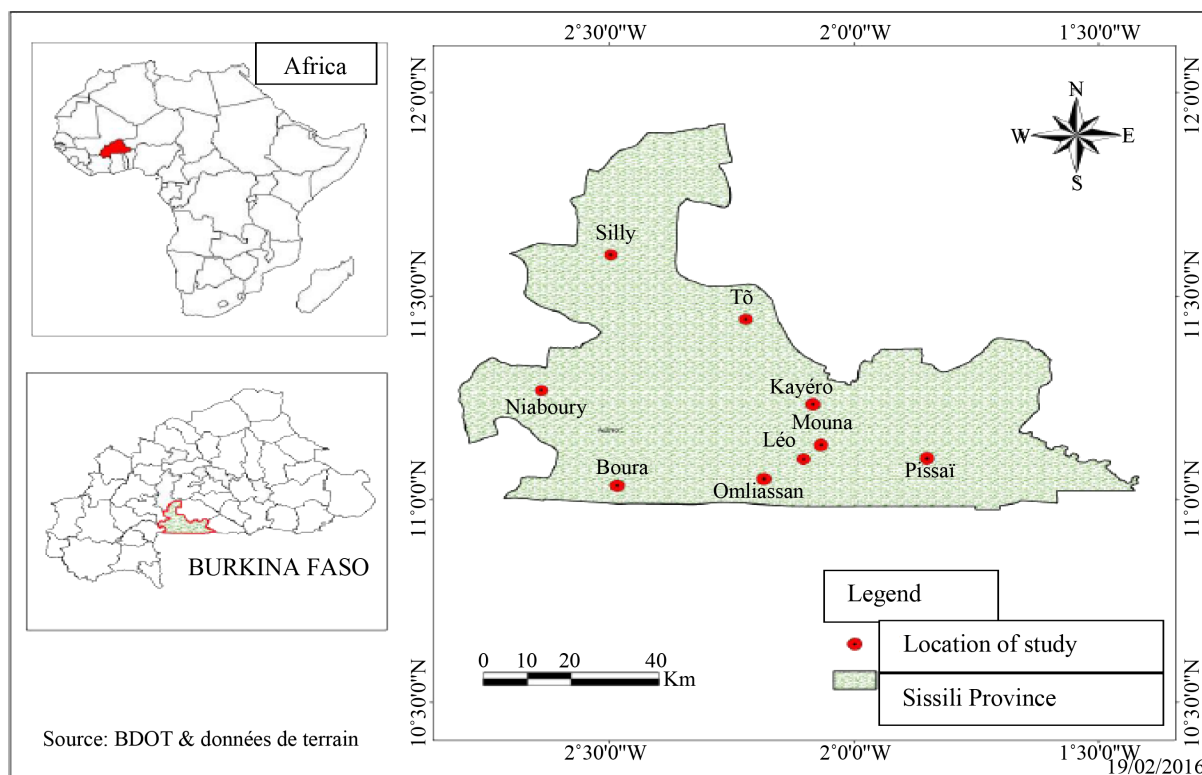 Africa
BURKINA FASO
Source: BDOT & données de terrain
2°30'0"W 2°0'0"W 1°30'0"W
12°0'0"N
11°30'0"N
11°0'0"N
10°30'0"N
N
W E
S
Silly
Tõ
Kayéro
Niaboury
Mouna
Léo
Boura
Pissaï
Omliassan
Legend
Location of study
Sissili Province
0 10 20 40
Km
12°0'0"N
11°30'0"N
11°0'0"N
10°30'0"N
2°30'0"W 2°0'0"W 1°30'0"W
19/02/2016